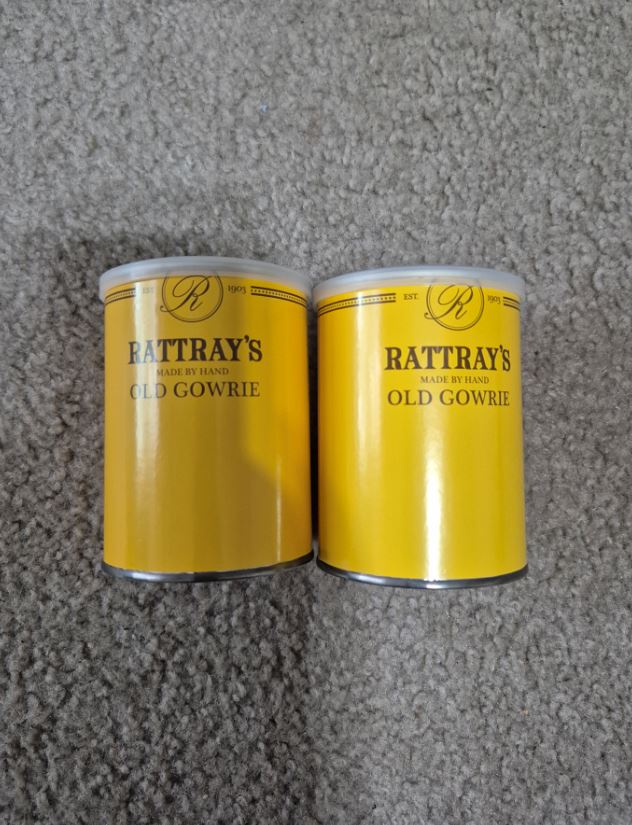 EST. R 1903
RATTRAY'S
MADE BY HAND
OLD GOWRIE
EST. R 1903
RATTRAY'S
MADE BY HAND
OLD GOWRIE